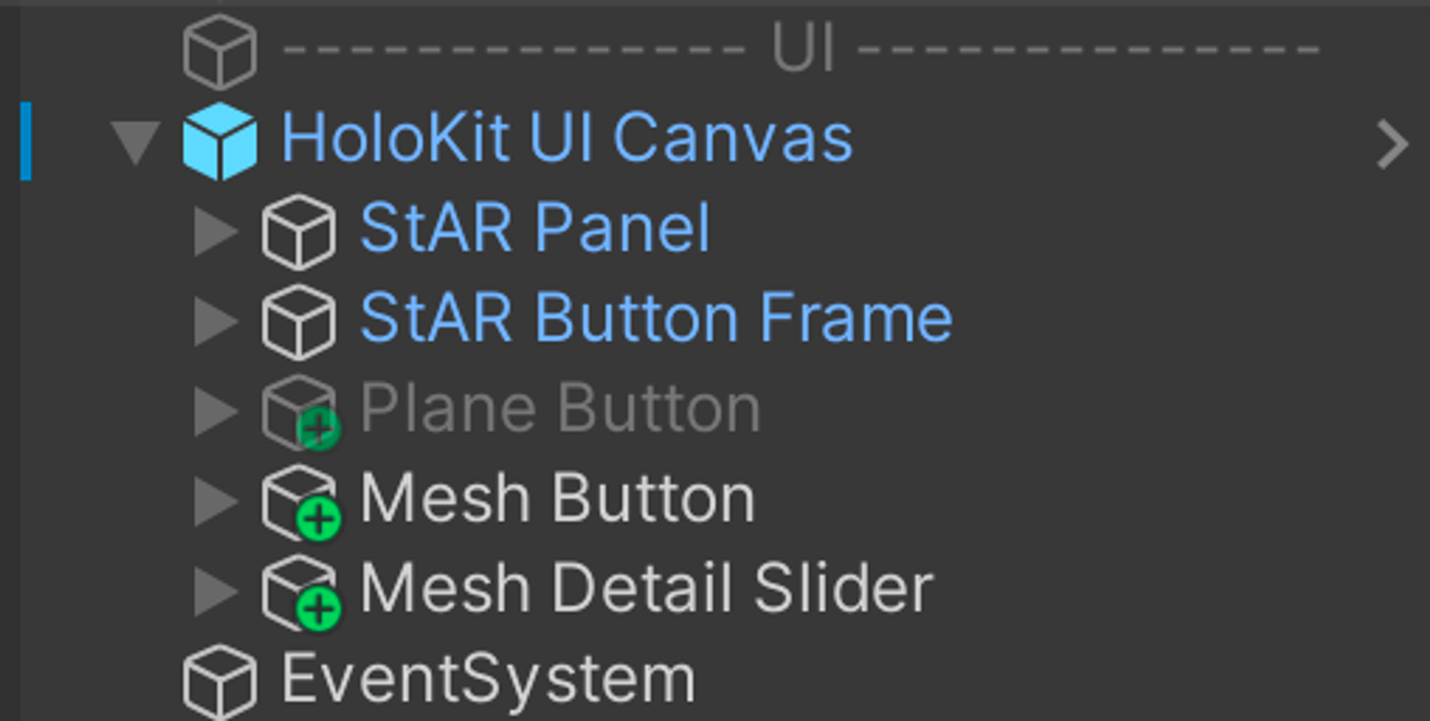 -------------- UI --------------
HoloKit UI Canvas
StAR Panel
StAR Button Frame
Plane Button
Mesh Button
Mesh Detail Slider
EventSystem